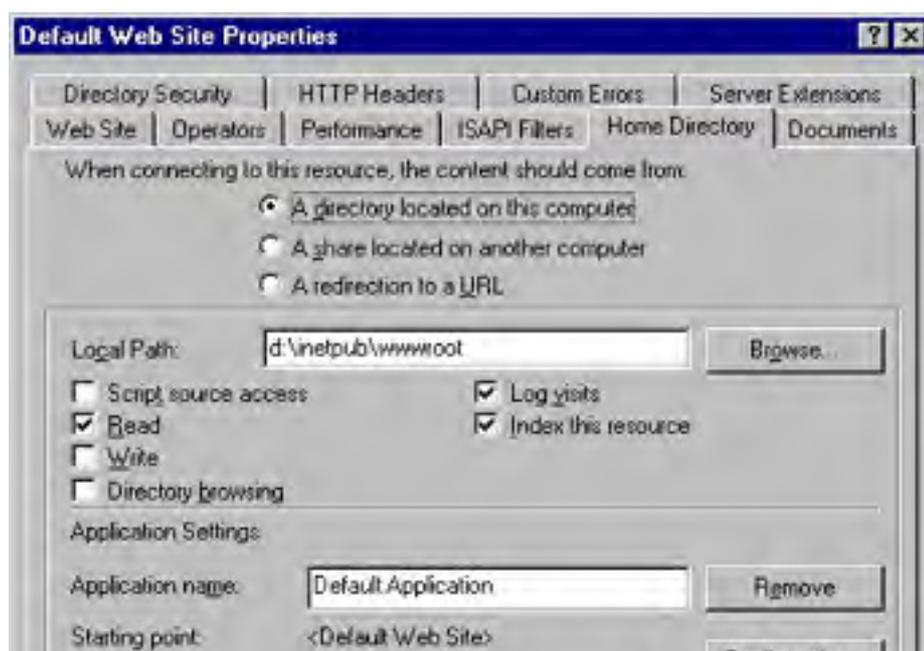 Default Web Site Properties
Directory Security HTTP Headers Custom Errors Server Extensions
Web Site Operators Performance ISAPI Filters Home Directory Documents
When connecting to this resource, the content should come from:
A directory located on this computer
A share located on another computer
A redirection to a URL
Local Path: d:\inetpub\wwwroot Browse...
Script source access Log visits
Read Index this resource
Write
Directory browsing
Application Settings
Application name: Default Application Remove
Starting point: <Default Web Site>